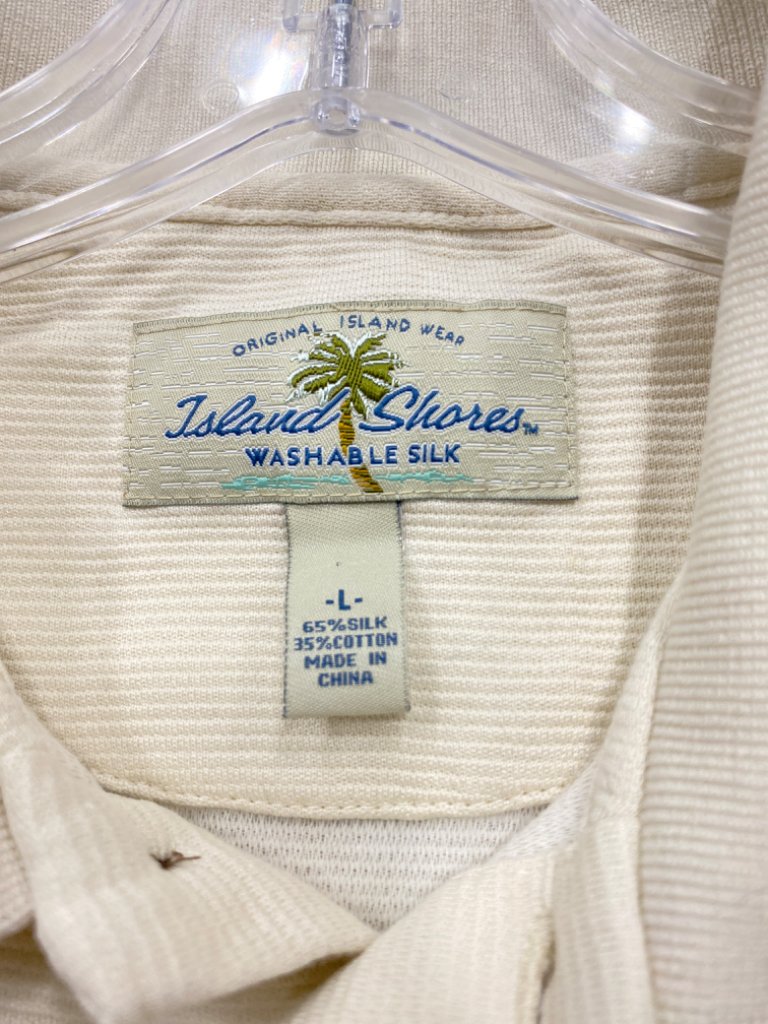 ORIGINAL ISLAND WEAR
Island Shores™
WASHABLE SILK
-L-
65%SILK
35%COTTON
MADE IN
CHINA